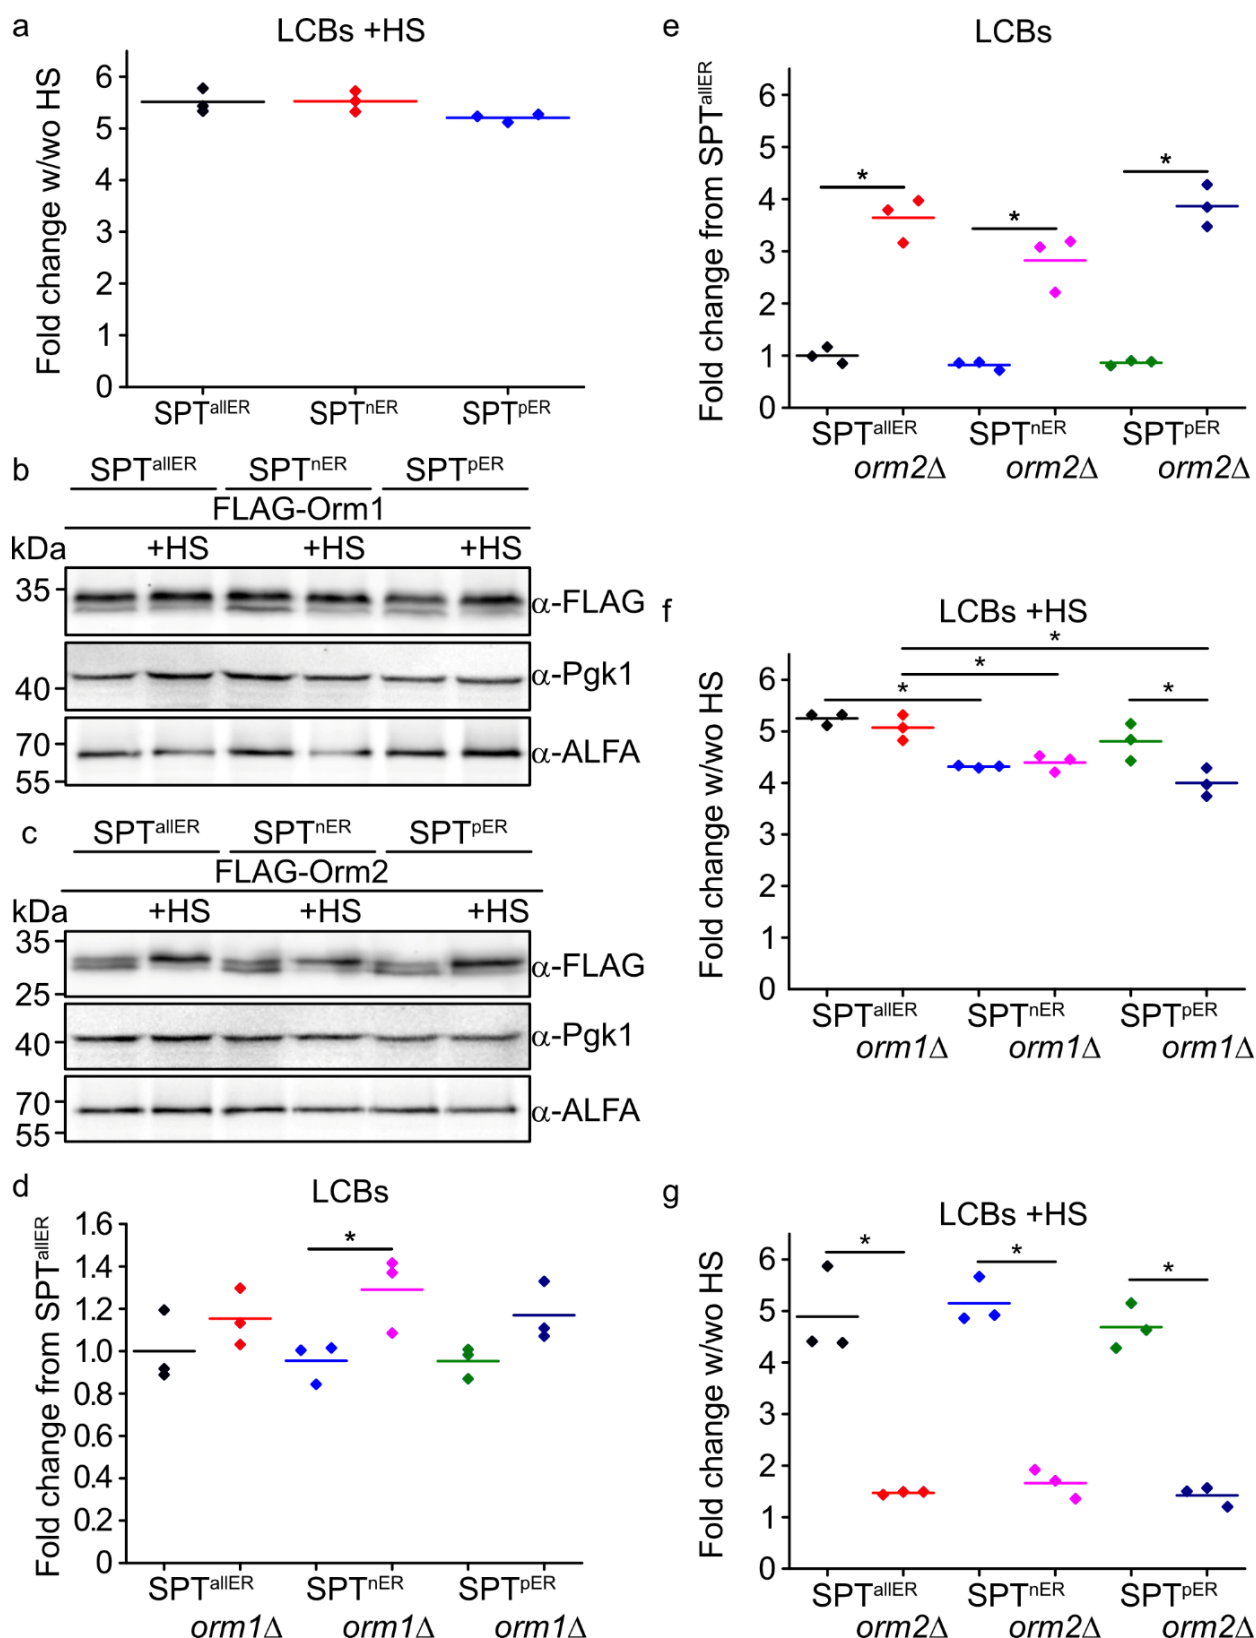 a
LCBs +HS
Fold change w/wo HS
6
5
4
3
2
1
0
SPTallER SPTnER SPTpER
b
SPTallER SPTnER SPTpER
FLAG-Orm1
kDa +HS +HS +HS
35
α-FLAG
40
α-Pgk1
70
55
α-ALFA
c
SPTallER SPTnER SPTpER
FLAG-Orm2
kDa +HS +HS +HS
35
25
α-FLAG
40
α-Pgk1
70
55
α-ALFA
d
LCBs
Fold change from SPTallER
1.6
1.4
1.2
1.0
0.8
0.6
0.4
0.2
0
*
SPTallER SPTnER SPTpER
orm1Δ orm1Δ orm1Δ
e
LCBs
Fold change from SPTallER
6
5
4
3
2
1
0
* * *
SPTallER SPTnER SPTpER
orm2Δ orm2Δ orm2Δ
f
LCBs +HS
Fold change w/wo HS
6
5
4
3
2
1
0
*
*
* *
SPTallER SPTnER SPTpER
orm1Δ orm1Δ orm1Δ
g
LCBs +HS
Fold change w/wo HS
6
5
4
3
2
1
0
* * *
SPTallER SPTnER SPTpER
orm2Δ orm2Δ orm2Δ